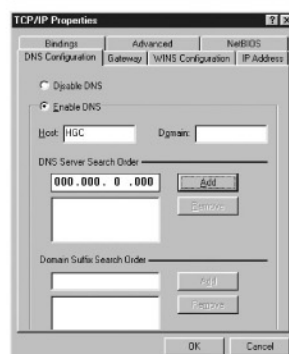 TCP/IP Properties
Bindings Advanced NetBIOS
DNS Configuration Gateway WINS Configuration IP Address
Disable DNS
Enable DNS
Host: HGC Domain:
DNS Server Search Order
000.000. 0 .000 Add
Remove
Domain Suffix Search Order
Add
Remove
OK Cancel